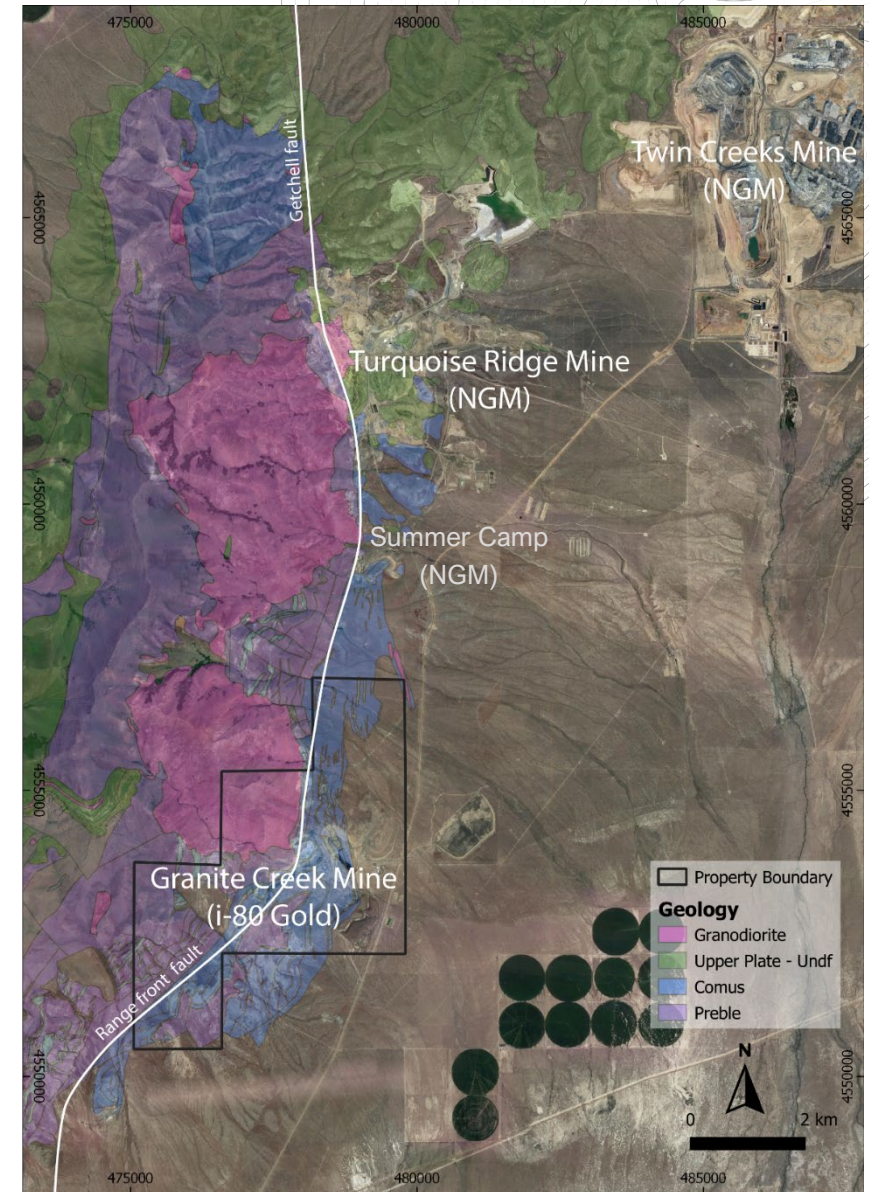 475000
480000
485000
Getchell fault
Twin Creeks Mine
(NGM)
4565000
4565000
Turquoise Ridge Mine
(NGM)
4560000
4560000
Summer Camp
(NGM)
4555000
4555000
Granite Creek Mine
(i-80 Gold)
Range front fault
Property Boundary
Geology
Granodiorite
Upper Plate - Undf
Comus
Preble
4550000
4550000
N
0 2 km
475000
480000
485000